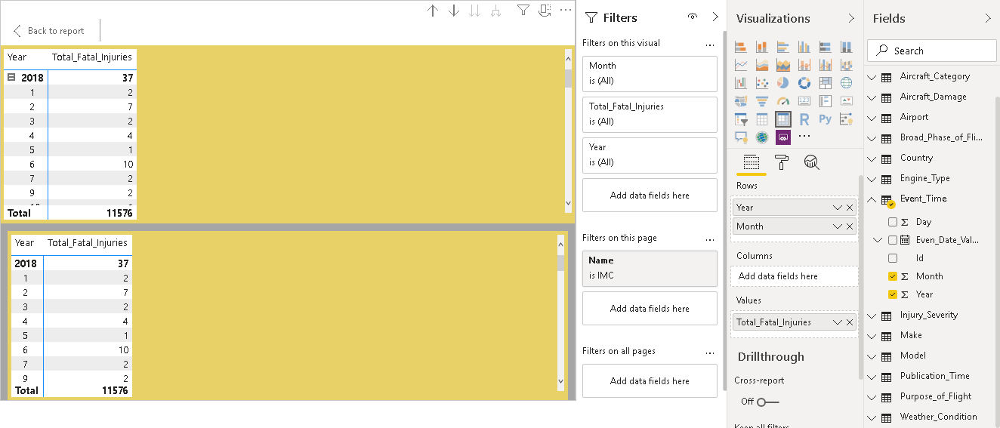 Back to report
Year Total_Fatal_Injuries
2018 37
1 2
2 7
3 2
4 4
5 1
6 10
7 2
9 2
Total 11576
Year Total_Fatal_Injuries
2018 37
1 2
2 7
3 2
4 4
5 1
6 10
7 2
9 2
Total 11576
Filters
Filters on this visual ...
Month
is (All)
Total_Fatal_Injuries
is (All)
Year
is (All)
Add data fields here
Filters on this page ...
Name
is IMC
Add data fields here
Filters on all pages ...
Add data fields here
Visualizations
R Py
123
...
Rows
Year
Month
Columns
Add data fields here
Values
Total_Fatal_Injuries
Drillthrough
Cross-report
Off
Keep all filters
Fields
Search
Aircraft_Category
Aircraft_Damage
Airport
Broad_Phase_of_Fli...
Country
Engine_Type
Event_Time
Σ Day
Even_Date_Val...
Id
Σ Month
Σ Year
Injury_Severity
Make
Model
Publication_Time
Purpose_of_Flight
Weather_Condition